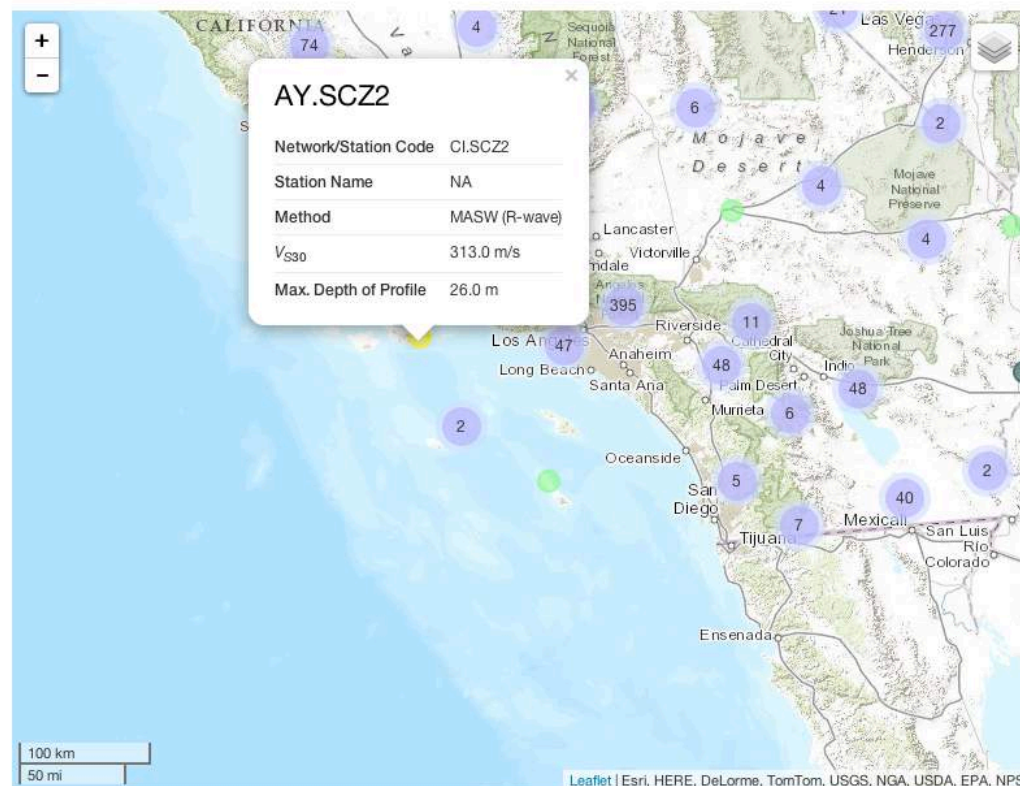 CALIFORNIA
+
−
74
4
Sequoia
National
Forest
21
Las Vegas
277
Henderson
AY.SCZ2
×
Network/Station Code CI.SCZ2
Station Name NA
Method MASW (R-wave)
VS30 313.0 m/s
Max. Depth of Profile 26.0 m
6
Mojave
Desert
2
4
Mojave
National
Preserve
4
Lancaster
Victorville
395
Riverside
11
Joshua Tree
National
Park
Los Angeles
47
Cathedral
City
Indio
Anaheim
Long Beach
Santa Ana
48
Palm Desert
48
Murrieta
6
2
Oceanside
5
2
San
Diego
40
7
Mexicali
Tijuana
San Luis
Río
Colorado
Ensenada
100 km
50 mi
Leaflet | Esri, HERE, DeLorme, TomTom, USGS, NGA, USDA, EPA, NPS